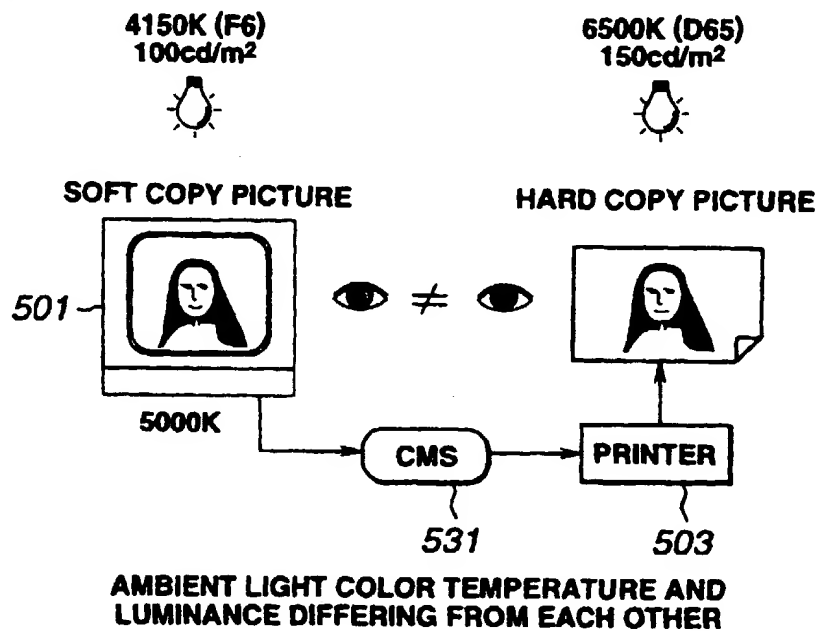 4150K (F6)
100cd/m2
6500K (D65)
150cd/m2
SOFT COPY PICTURE
HARD COPY PICTURE
501
≠
5000K
CMS
PRINTER
531
503
AMBIENT LIGHT COLOR TEMPERATURE AND
LUMINANCE DIFFERING FROM EACH OTHER